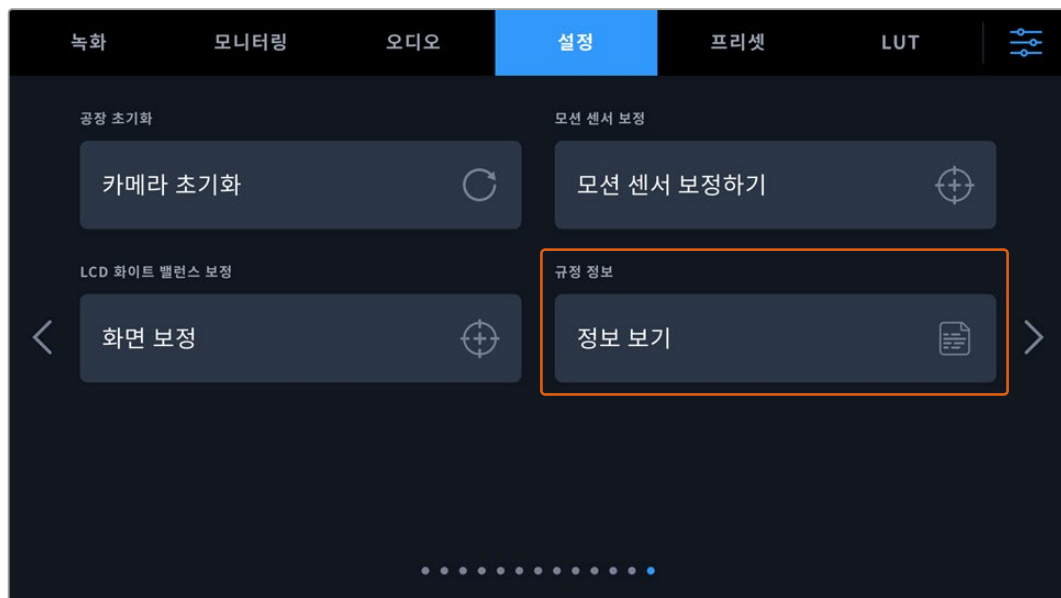 녹화 모니터링 오디오 설정 프리셋 LUT
공장 초기화 모션 센서 보정
카메라 초기화 모션 센서 보정하기
LCD 화이트 밸런스 보정 규정 정보
화면 보정 정보 보기